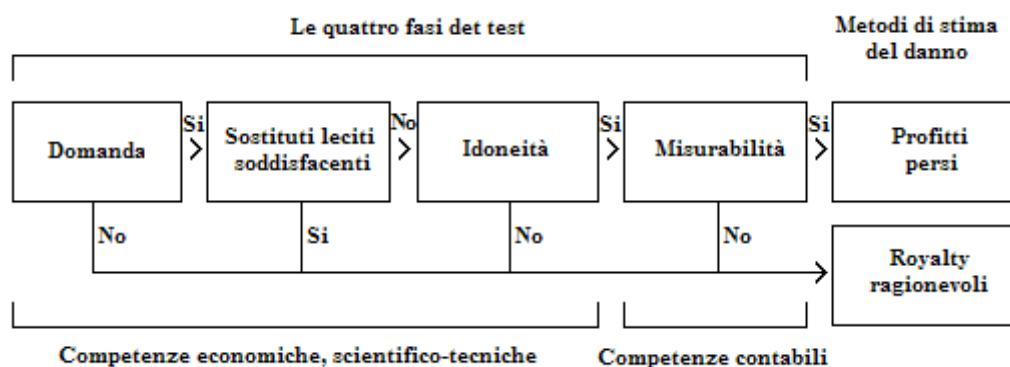 Le quattro fasi det test
Metodi di stima
del danno
Domanda
Si
Sostituti leciti
soddisfacenti
No
Idoneità
Si
Misurabilità
Si
Profitti
persi
No
Si
No
No
Royalty
ragionevoli
Competenze economiche, scientifico-tecniche
Competenze contabili